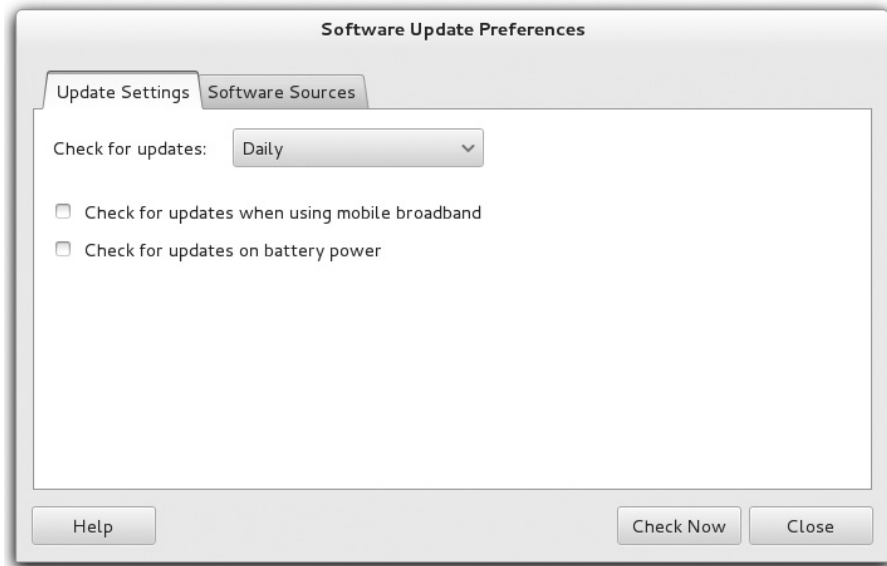 Software Update Preferences
Update Settings Software Sources
Check for updates: Daily
Check for updates when using mobile broadband
Check for updates on battery power
Help Check Now Close